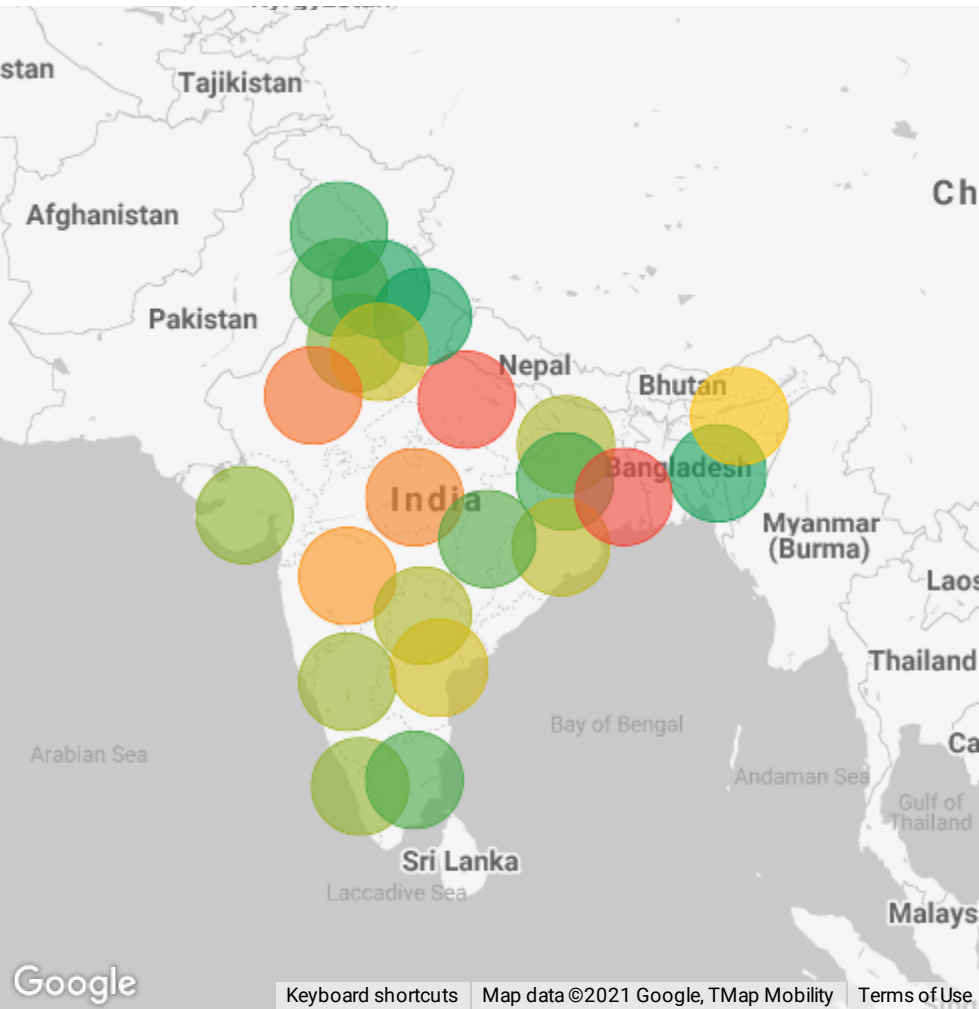 stan
Tajikistan
Afghanistan
Ch
Pakistan
Nepal
Bhutan
Bangladesh
India
Myanmar
(Burma)
Laos
Thailand
Bay of Bengal
Arabian Sea
Ca
Andaman Sea
Gulf of
Thailand
Sri Lanka
Laccadive Sea
Malays
Google
Keyboard shortcuts
Map data ©2021 Google, TMap Mobility
Terms of Use